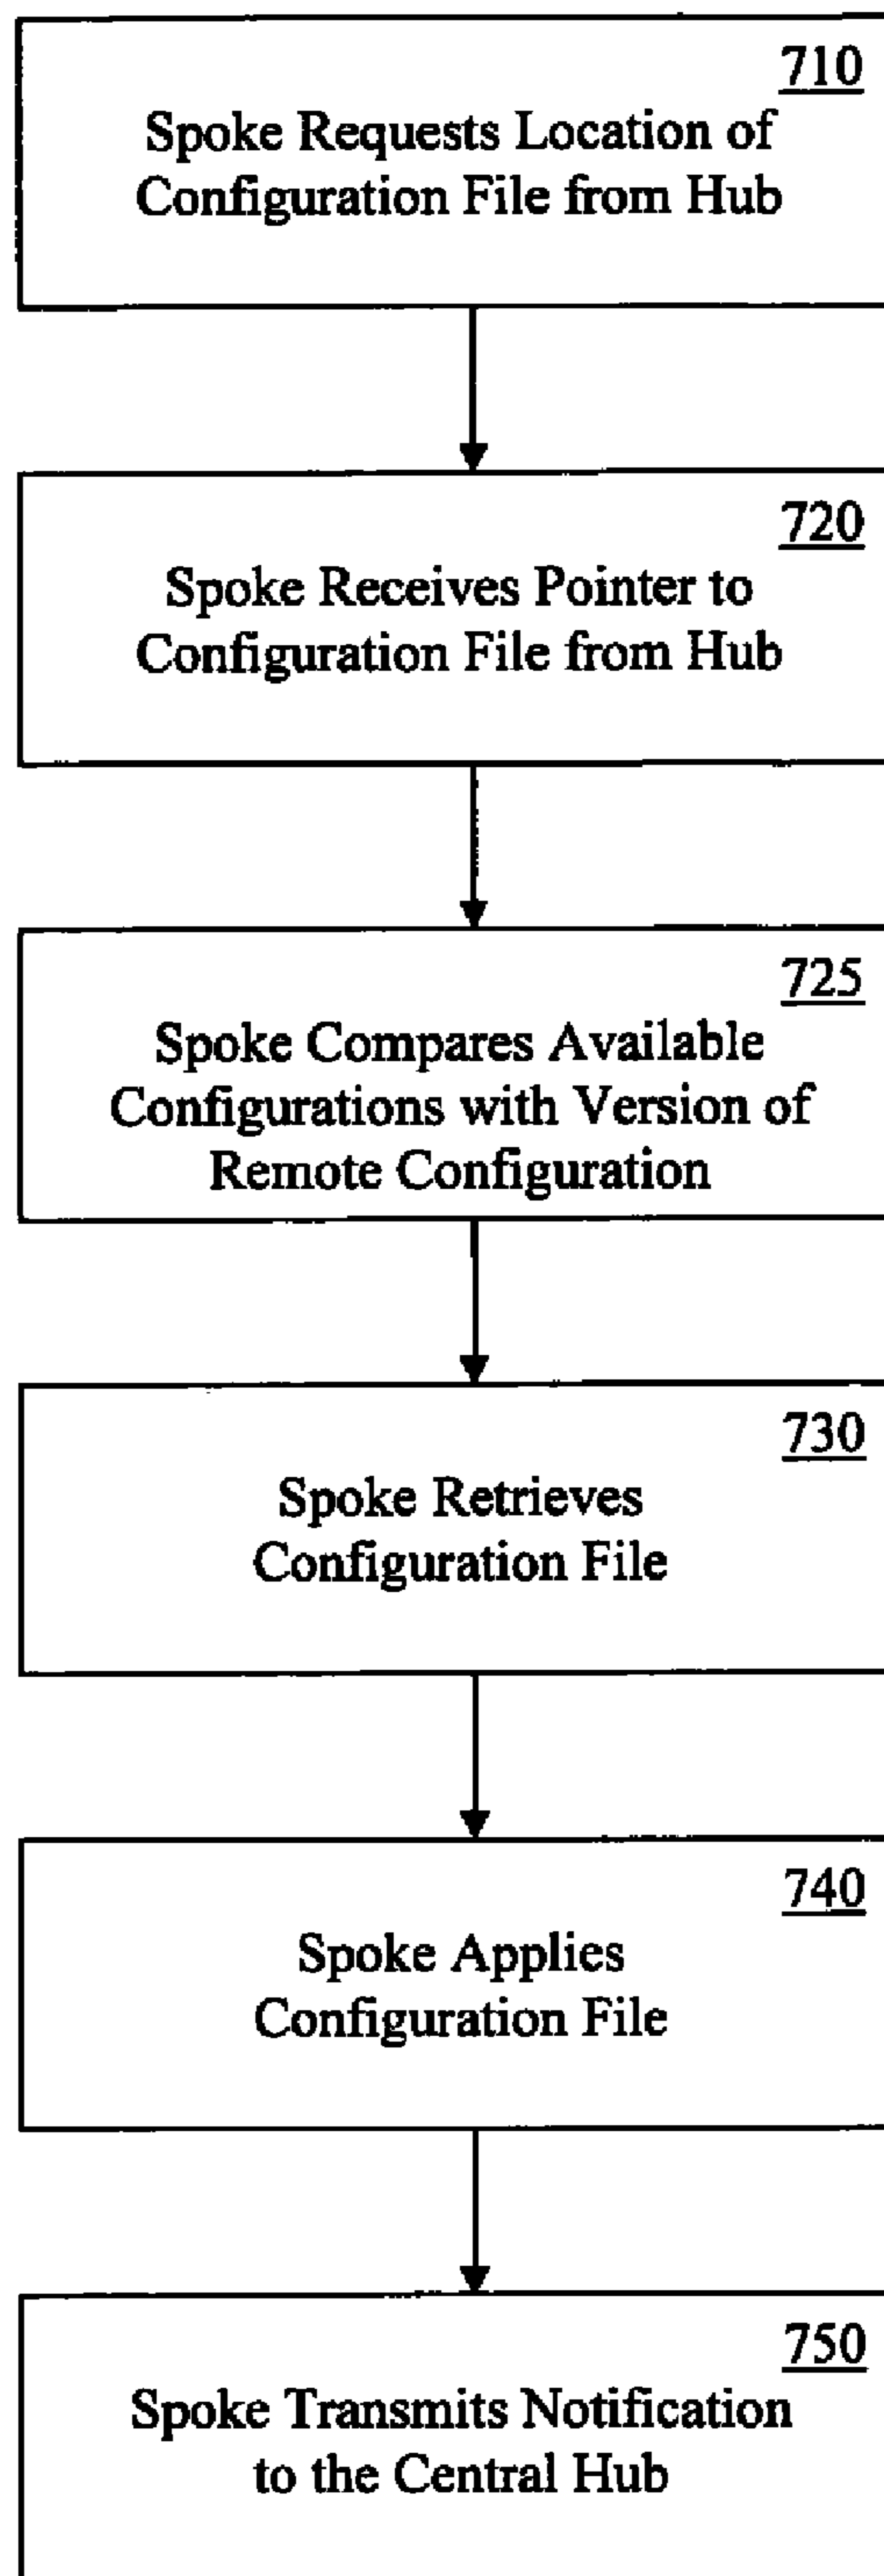 710
Spoke Requests Location of
Configuration File from Hub
720
Spoke Receives Pointer to
Configuration File from Hub
725
Spoke Compares Available
Configurations with Version of
Remote Configuration
730
Spoke Retrieves
Configuration File
740
Spoke Applies
Configuration File
750
Spoke Transmits Notification
to the Central Hub